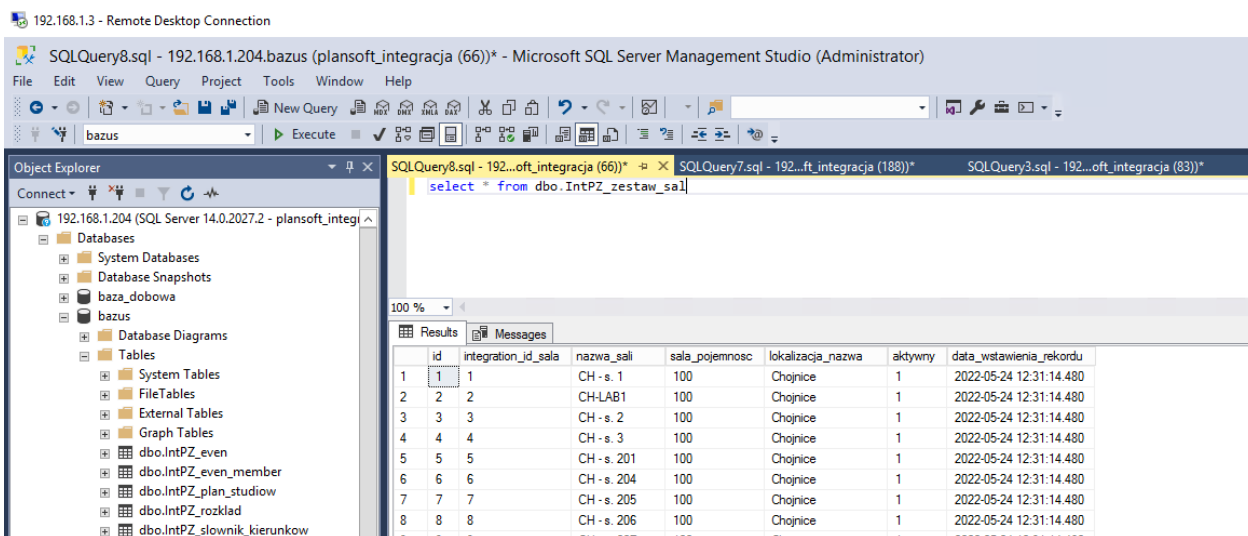 192.168.1.3 - Remote Desktop Connection
SQLQuery8.sql - 192.168.1.204.bazus (plansoft_integracja (66))* - Microsoft SQL Server Management Studio (Administrator)
File Edit View Query Project Tools Window Help
New Query MDX DMX XMLA DAX
bazus Execute
Object Explorer
Connect
192.168.1.204 (SQL Server 14.0.2027.2 - plansoft_integr
Databases
System Databases
Database Snapshots
baza_dobowa
bazus
Database Diagrams
Tables
System Tables
FileTables
External Tables
Graph Tables
dbo.IntPZ_even
dbo.IntPZ_even_member
dbo.IntPZ_plan_studiow
dbo.IntPZ_rozklad
dbo.IntPZ_slownik_kierunkow
SQLQuery8.sql - 192...oft_integracja (66))* SQLQuery7.sql - 192...ft_integracja (188))* SQLQuery3.sql - 192...oft_integracja (83))*
select * from dbo.IntPZ_zestaw_sal
100 %
Results Messages
id integration_id_sala nazwa_sali sala_pojemnosc lokalizacja_nazwa aktywny data_wstawienia_rekordu
1 1 1 CH - s. 1 100 Chojnice 1 2022-05-24 12:31:14.480
2 2 2 CH-LAB1 100 Chojnice 1 2022-05-24 12:31:14.480
3 3 3 CH - s. 2 100 Chojnice 1 2022-05-24 12:31:14.480
4 4 4 CH - s. 3 100 Chojnice 1 2022-05-24 12:31:14.480
5 5 5 CH - s. 201 100 Chojnice 1 2022-05-24 12:31:14.480
6 6 6 CH - s. 204 100 Chojnice 1 2022-05-24 12:31:14.480
7 7 7 CH - s. 205 100 Chojnice 1 2022-05-24 12:31:14.480
8 8 8 CH - s. 206 100 Chojnice 1 2022-05-24 12:31:14.480